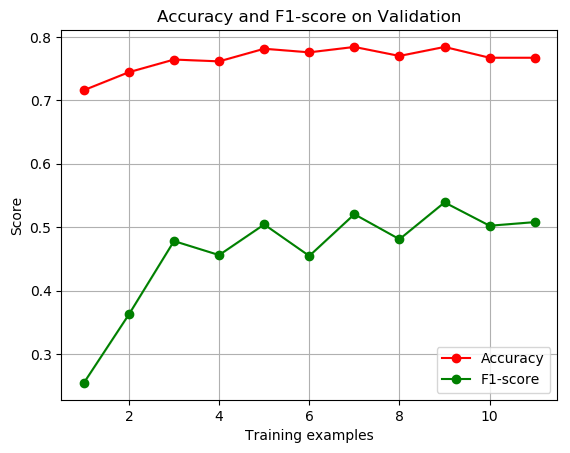 Accuracy and F1-score on Validation
0.8
0.7
0.6
0.5
0.4
0.3
Score
2
4
6
8
10
Training examples
Accuracy
F1-score